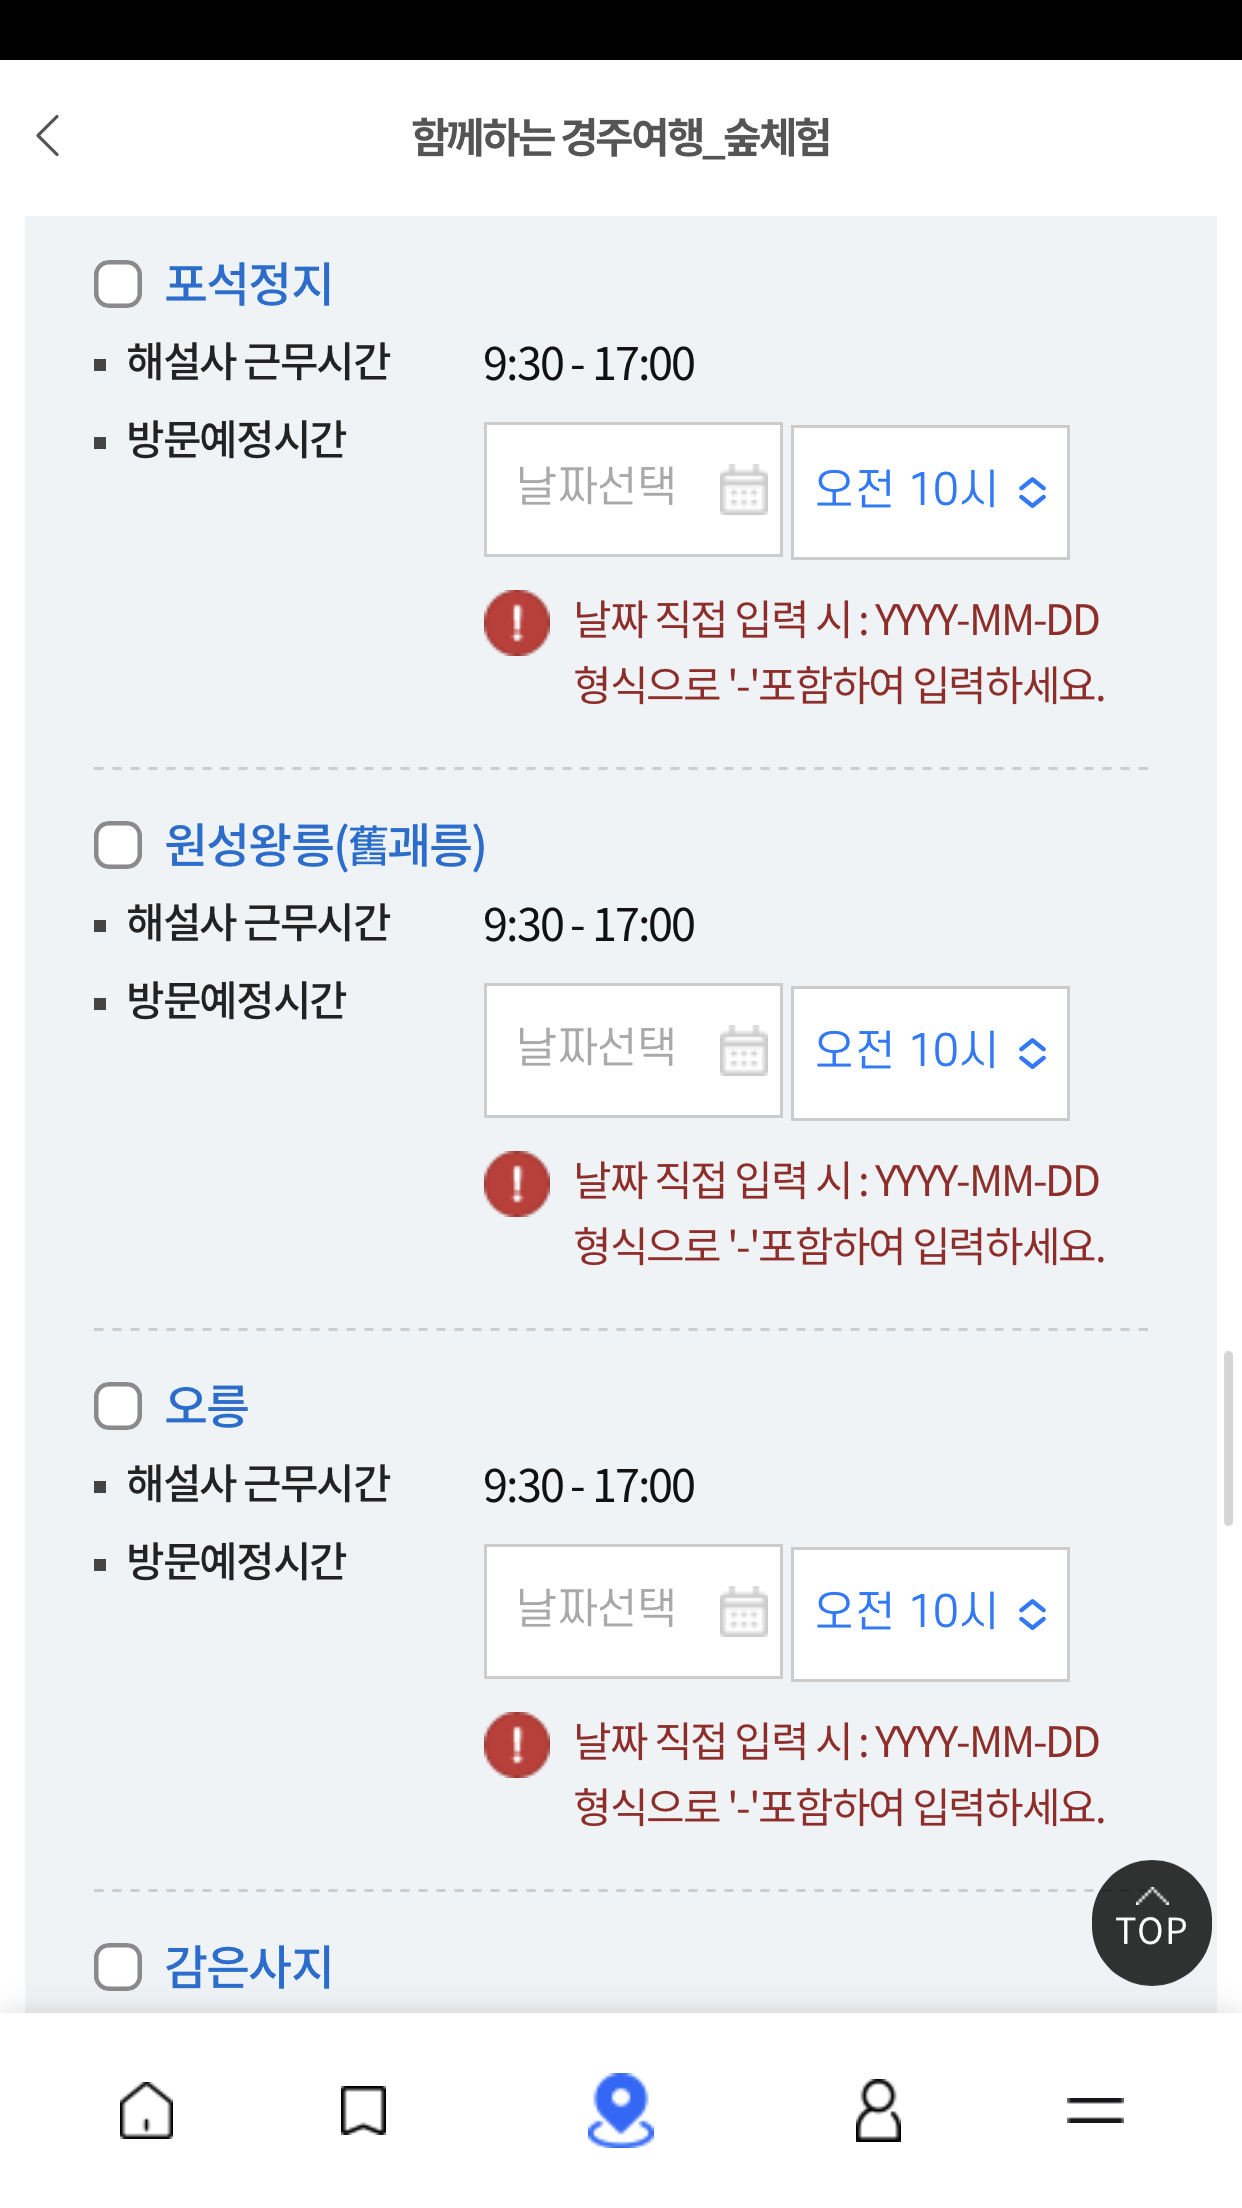 함께하는 경주여행_숲체험
포석정지
해설사 근무시간 9:30 - 17:00
방문예정시간 날짜선택 오전 10시
날짜 직접 입력 시 : YYYY-MM-DD
형식으로 '-'포함하여 입력하세요.
원성왕릉(舊괘릉)
해설사 근무시간 9:30 - 17:00
방문예정시간 날짜선택 오전 10시
날짜 직접 입력 시 : YYYY-MM-DD
형식으로 '-'포함하여 입력하세요.
오릉
해설사 근무시간 9:30 - 17:00
방문예정시간 날짜선택 오전 10시
날짜 직접 입력 시 : YYYY-MM-DD
형식으로 '-'포함하여 입력하세요.
TOP
감은사지